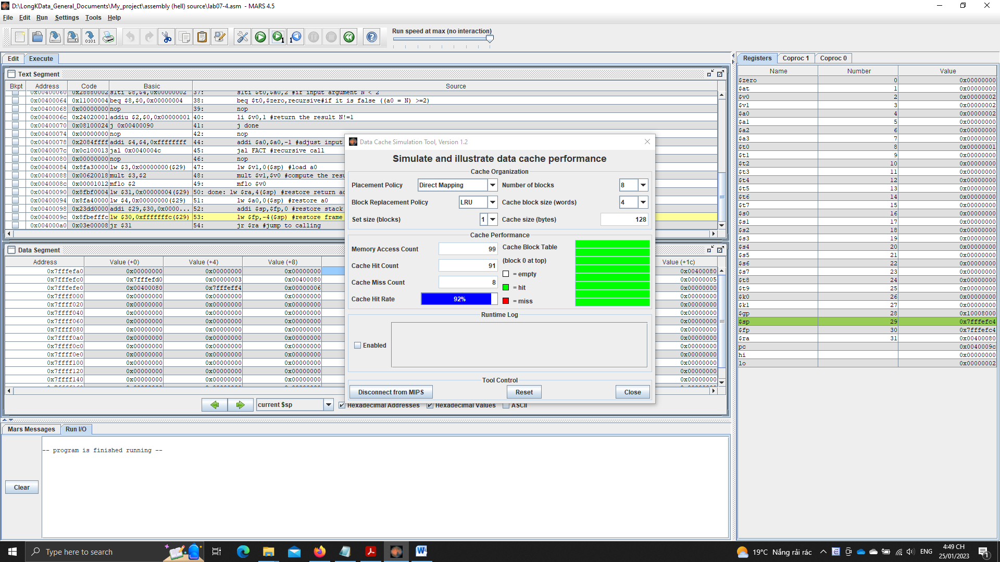 D:\LongKData_General_Documents\My_project\assembly (hell) source\lab07-4.asm - MARS 4.5
File Edit Run Settings Tools Help
Run speed at max (no interaction)
Edit Execute
Text Segment
Bkpt Address Code Basic Source
0x00400060 0x28880002 slti $8,$4,0x00000002 37: slti $t0,$a0,2 #if input argument N < 2
0x00400064 0x11000004 beq $8,$0,0x00000004 38: beq $t0,$zero,recursive#if it is false ((a0 = N) >=2)
0x00400068 0x00000000 nop 39: nop
0x0040006c 0x24020001 addiu $2,$0,0x00000001 40: li $v0,1 #return the result N!=1
0x00400070 0x08100024 j 0x00400090 41: j done
0x00400074 0x00000000 nop 42: nop
0x00400078 0x2084ffff addi $4,$4,0xffffffff 44: addi $a0,$a0,-1 #adjust input
0x0040007c 0x0c100013 jal 0x0040004c 45: jal FACT #recursive call
0x00400080 0x00000000 nop 46: nop
0x00400084 0x8fa30000 lw $3,0x00000000($29) 47: lw $v1,0($sp) #load a0
0x00400088 0x00620018 mult $3,$2 48: mult $v1,$v0 #compute the resu
0x0040008c 0x00001012 mflo $2 49: mflo $v0
0x00400090 0x8fbf0004 lw $31,0x00000004($29) 50: done: lw $ra,4($sp) #restore return ad
0x00400094 0x8fa40000 lw $4,0x00000000($29) 51: lw $a0,0($sp) #restore a0
0x00400098 0x23dd0000 addi $29,$30,0x0000... 52: addi $sp,$fp,0 #restore stack
0x0040009c 0x8fbefffc lw $30,0xfffffffc($29) 53: lw $fp,-4($sp) #restore frame
0x004000a0 0x03e00008 jr $31 54: jr $ra #jump to calling
Data Segment
Address Value (+0) Value (+4) Value (+8) Value (+1c)
0x7fffefa0 0x00000000 0x00000000 0x00000000 0x00400080
0x7fffefc0 0x7fffefd0 0x00000003 0x00400080 0x00000005
0x7fffefe0 0x00400080 0x7fffeff4 0x00000006 0x00000000
0x7ffff000 0x00000000 0x00000000 0x00000000 0x00000000
0x7ffff020 0x00000000 0x00000000 0x00000000 0x00000000
0x7ffff040 0x00000000 0x00000000 0x00000000 0x00000000
0x7ffff060 0x00000000 0x00000000 0x00000000 0x00000000
0x7ffff080 0x00000000 0x00000000 0x00000000 0x00000000
0x7ffff0a0 0x00000000 0x00000000 0x00000000 0x00000000
0x7ffff0c0 0x00000000 0x00000000 0x00000000 0x00000000
0x7ffff0e0 0x00000000 0x00000000 0x00000000 0x00000000
0x7ffff100 0x00000000 0x00000000 0x00000000 0x00000000
0x7ffff120 0x00000000 0x00000000 0x00000000 0x00000000
0x7ffff140 0x00000000 0x00000000 0x00000000 0x00000000
current $sp Hexadecimal Addresses Hexadecimal Values ASCII
Data Cache Simulation Tool, Version 1.2
Simulate and illustrate data cache performance
Cache Organization
Placement Policy Direct Mapping Number of blocks 8
Block Replacement Policy LRU Cache block size (words) 4
Set size (blocks) 1 Cache size (bytes) 128
Cache Performance
Memory Access Count 99 Cache Block Table
Cache Hit Count 91 (block 0 at top)
= empty
Cache Miss Count 8 = hit
Cache Hit Rate 92% = miss
Runtime Log
Enabled
Tool Control
Disconnect from MIPS Reset Close
Mars Messages Run I/O
-- program is finished running --
Clear
Registers Coproc 1 Coproc 0
Name Number Value
$zero 0 0x00000000
$at 1 0x00000000
$v0 2 0x00000002
$v1 3 0x00000002
$a0 4 0x00000002
$a1 5 0x00000000
$a2 6 0x00000000
$a3 7 0x00000000
$t0 8 0x00000001
$t1 9 0x00000000
$t2 10 0x00000000
$t3 11 0x00000000
$t4 12 0x00000000
$t5 13 0x00000000
$t6 14 0x00000000
$t7 15 0x00000000
$s0 16 0x00000000
$s1 17 0x00000000
$s2 18 0x00000000
$s3 19 0x00000000
$s4 20 0x00000000
$s5 21 0x00000000
$s6 22 0x00000000
$s7 23 0x00000000
$t8 24 0x00000000
$t9 25 0x00000000
$k0 26 0x00000000
$k1 27 0x00000000
$gp 28 0x10008000
$sp 29 0x7fffefc4
$fp 30 0x7fffefc4
$ra 31 0x00400080
pc 0x0040009c
hi 0x00000000
lo 0x00000002
Type here to search
19°C Nắng rải rác
ENG
4:49 CH
25/01/2023
1